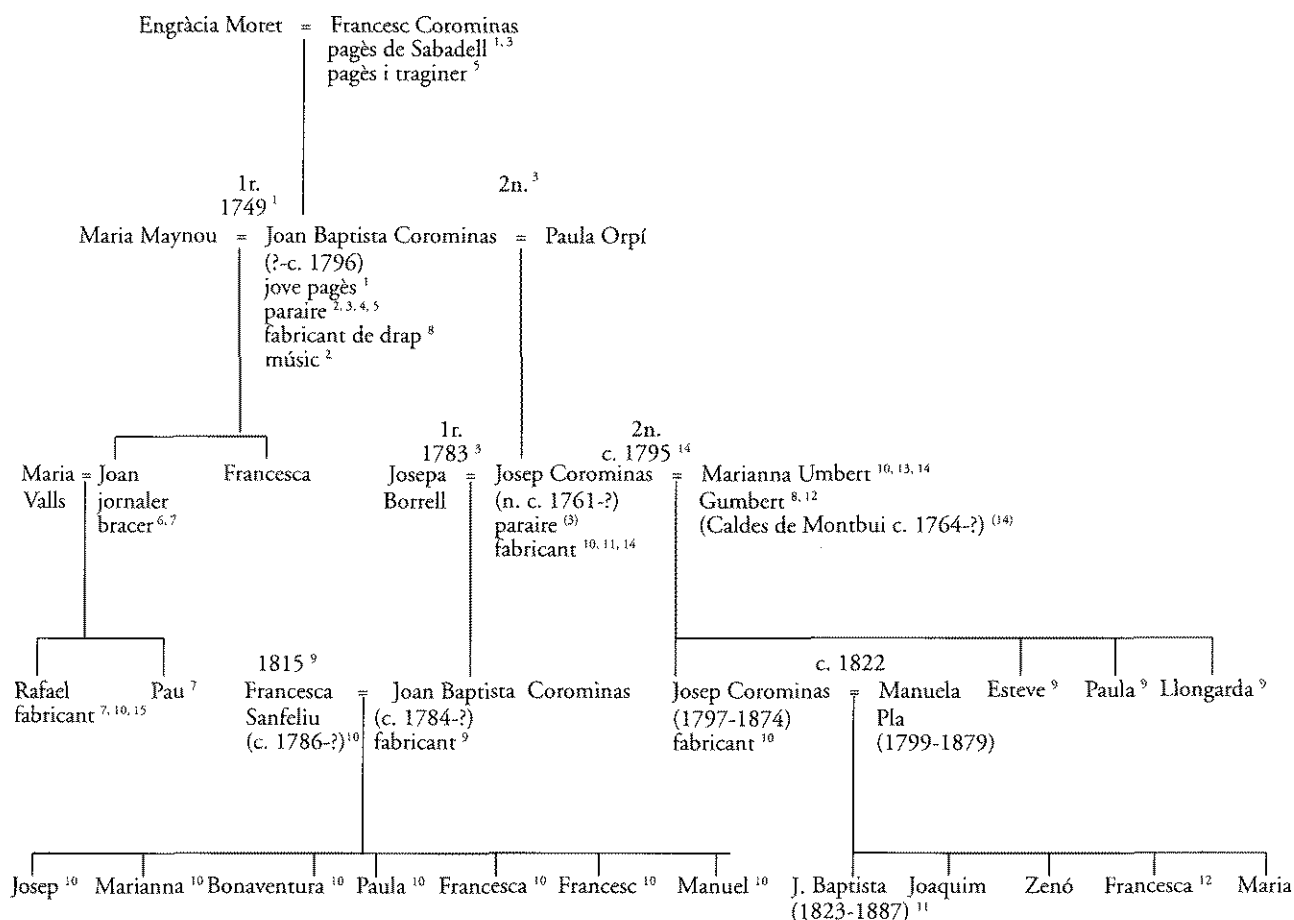 Engràcia Moret = Francesc Corominas
pagès de Sabadell 1, 3
pagès i traginer 5
1r. 2n. 3
1749 1
Maria Maynou = Joan Baptista Corominas = Paula Orpí
(?-c. 1796)
jove pagès 1
paraire 2, 3, 4, 5
fabricant de drap 8
músic 2
1r. 2n.
1783 3 c. 1795 14
Maria = Joan Francesca Josepa = Josep Corominas = Marianna Umbert 10, 13, 14
Valls jornaler Borrell (n. c. 1761-?) Gumbert 8, 12
bracer 6, 7 paraire (3) (Caldes de Montbui c. 1764-?) (14)
fabricant 10, 11, 14
1815 9 c. 1822
Rafael Pau 7 Francesca = Joan Baptista Corominas Josep Corominas = Manuela Esteve 9 Paula 9 Llongarda 9
fabricant 7, 10, 15 Sanfeliu (c. 1784-?) (1797-1874) Pla
(c. 1786-?) 10 fabricant 9 fabricant 10 (1799-1879)
Josep 10 Marianna 10 Bonaventura 10 Paula 10 Francesca 10 Francesc 10 Manuel 10 J. Baptista Joaquim Zenó Francesca 12 Maria
(1823-1887) 11